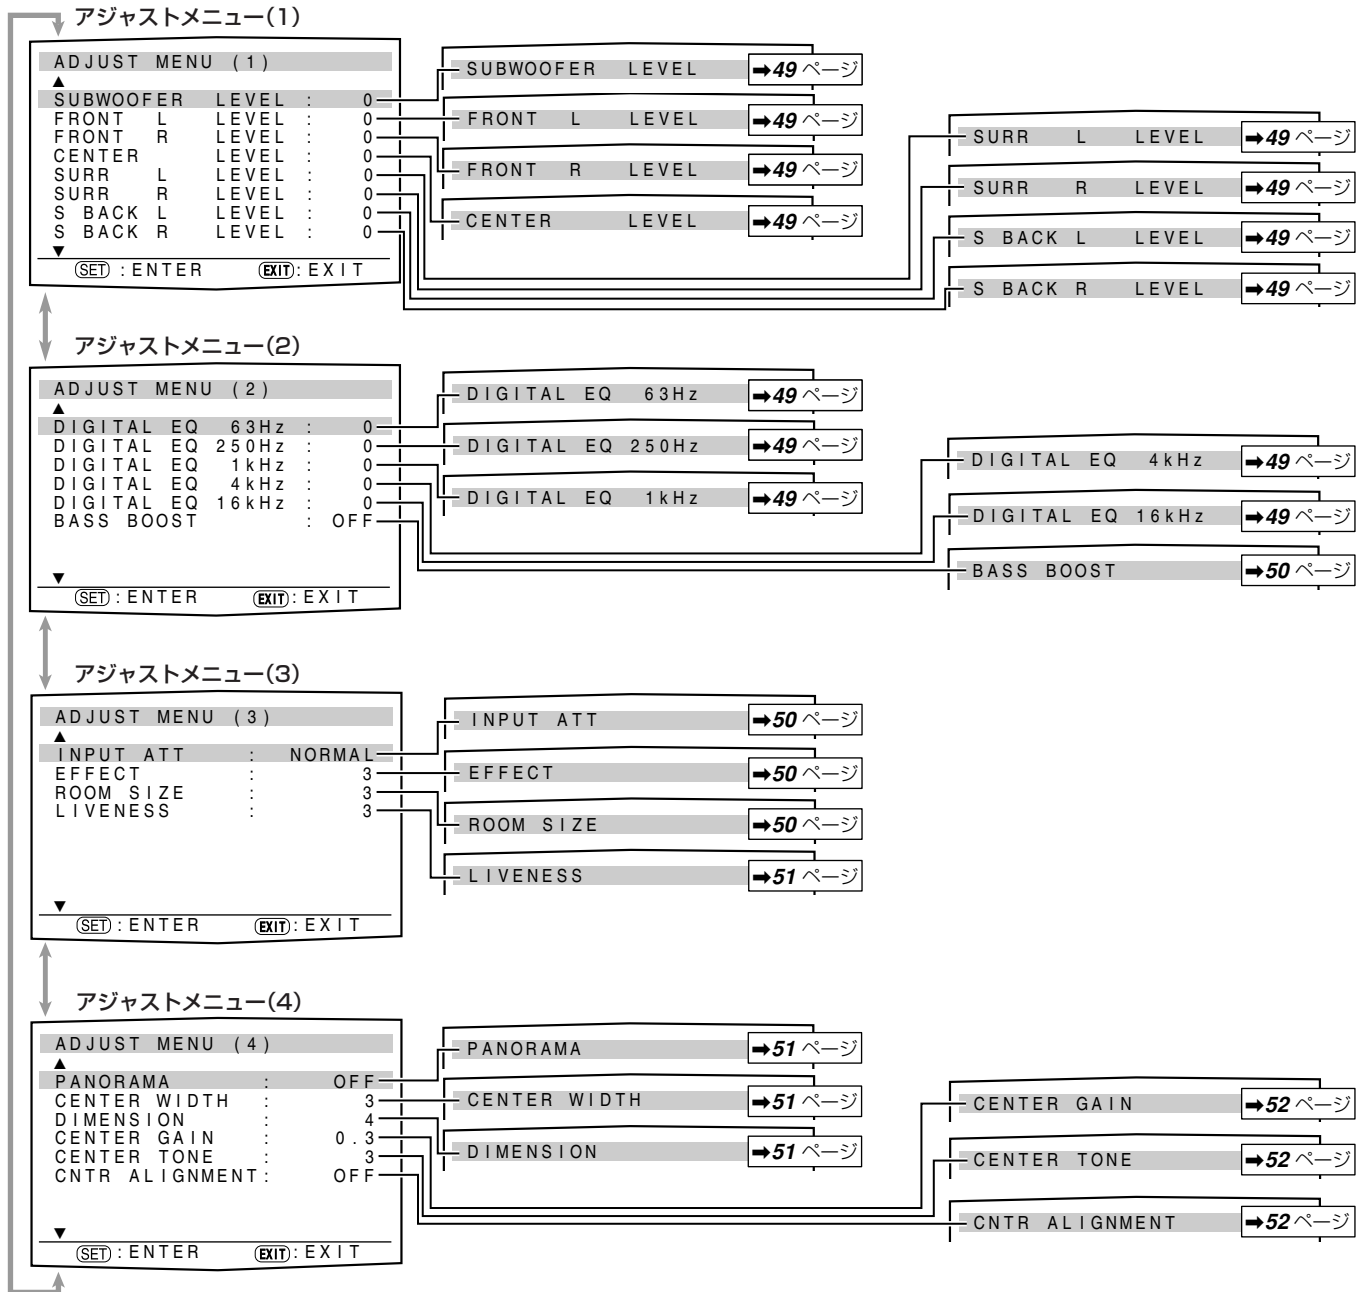 アジャストメニュー(1)
ADJUST MENU (1)
▲
SUBWOOFER LEVEL : 0
FRONT L LEVEL : 0
FRONT R LEVEL : 0
CENTER LEVEL : 0
SURR L LEVEL : 0
SURR R LEVEL : 0
S BACK L LEVEL : 0
S BACK R LEVEL : 0
▼
SET : ENTER EXIT : EXIT
SUBWOOFER LEVEL ➡49 ページ
FRONT L LEVEL ➡49 ページ
FRONT R LEVEL ➡49 ページ
CENTER LEVEL ➡49 ページ
SURR L LEVEL ➡49 ページ
SURR R LEVEL ➡49 ページ
S BACK L LEVEL ➡49 ページ
S BACK R LEVEL ➡49 ページ
アジャストメニュー(2)
ADJUST MENU (2)
▲
DIGITAL EQ 63Hz : 0
DIGITAL EQ 250Hz : 0
DIGITAL EQ 1kHz : 0
DIGITAL EQ 4kHz : 0
DIGITAL EQ 16kHz : 0
BASS BOOST : OFF
▼
SET : ENTER EXIT : EXIT
DIGITAL EQ 63Hz ➡49 ページ
DIGITAL EQ 250Hz ➡49 ページ
DIGITAL EQ 1kHz ➡49 ページ
DIGITAL EQ 4kHz ➡49 ページ
DIGITAL EQ 16kHz ➡49 ページ
BASS BOOST ➡50 ページ
アジャストメニュー(3)
ADJUST MENU (3)
▲
INPUT ATT : NORMAL
EFFECT : 3
ROOM SIZE : 3
LIVENESS : 3
▼
SET : ENTER EXIT : EXIT
INPUT ATT ➡50 ページ
EFFECT ➡50 ページ
ROOM SIZE ➡50 ページ
LIVENESS ➡51 ページ
アジャストメニュー(4)
ADJUST MENU (4)
▲
PANORAMA : OFF
CENTER WIDTH : 3
DIMENSION : 4
CENTER GAIN : 0.3
CENTER TONE : 3
CNTR ALIGNMENT : OFF
▼
SET : ENTER EXIT : EXIT
PANORAMA ➡51 ページ
CENTER WIDTH ➡51 ページ
DIMENSION ➡51 ページ
CENTER GAIN ➡52 ページ
CENTER TONE ➡52 ページ
CNTR ALIGNMENT ➡52 ページ